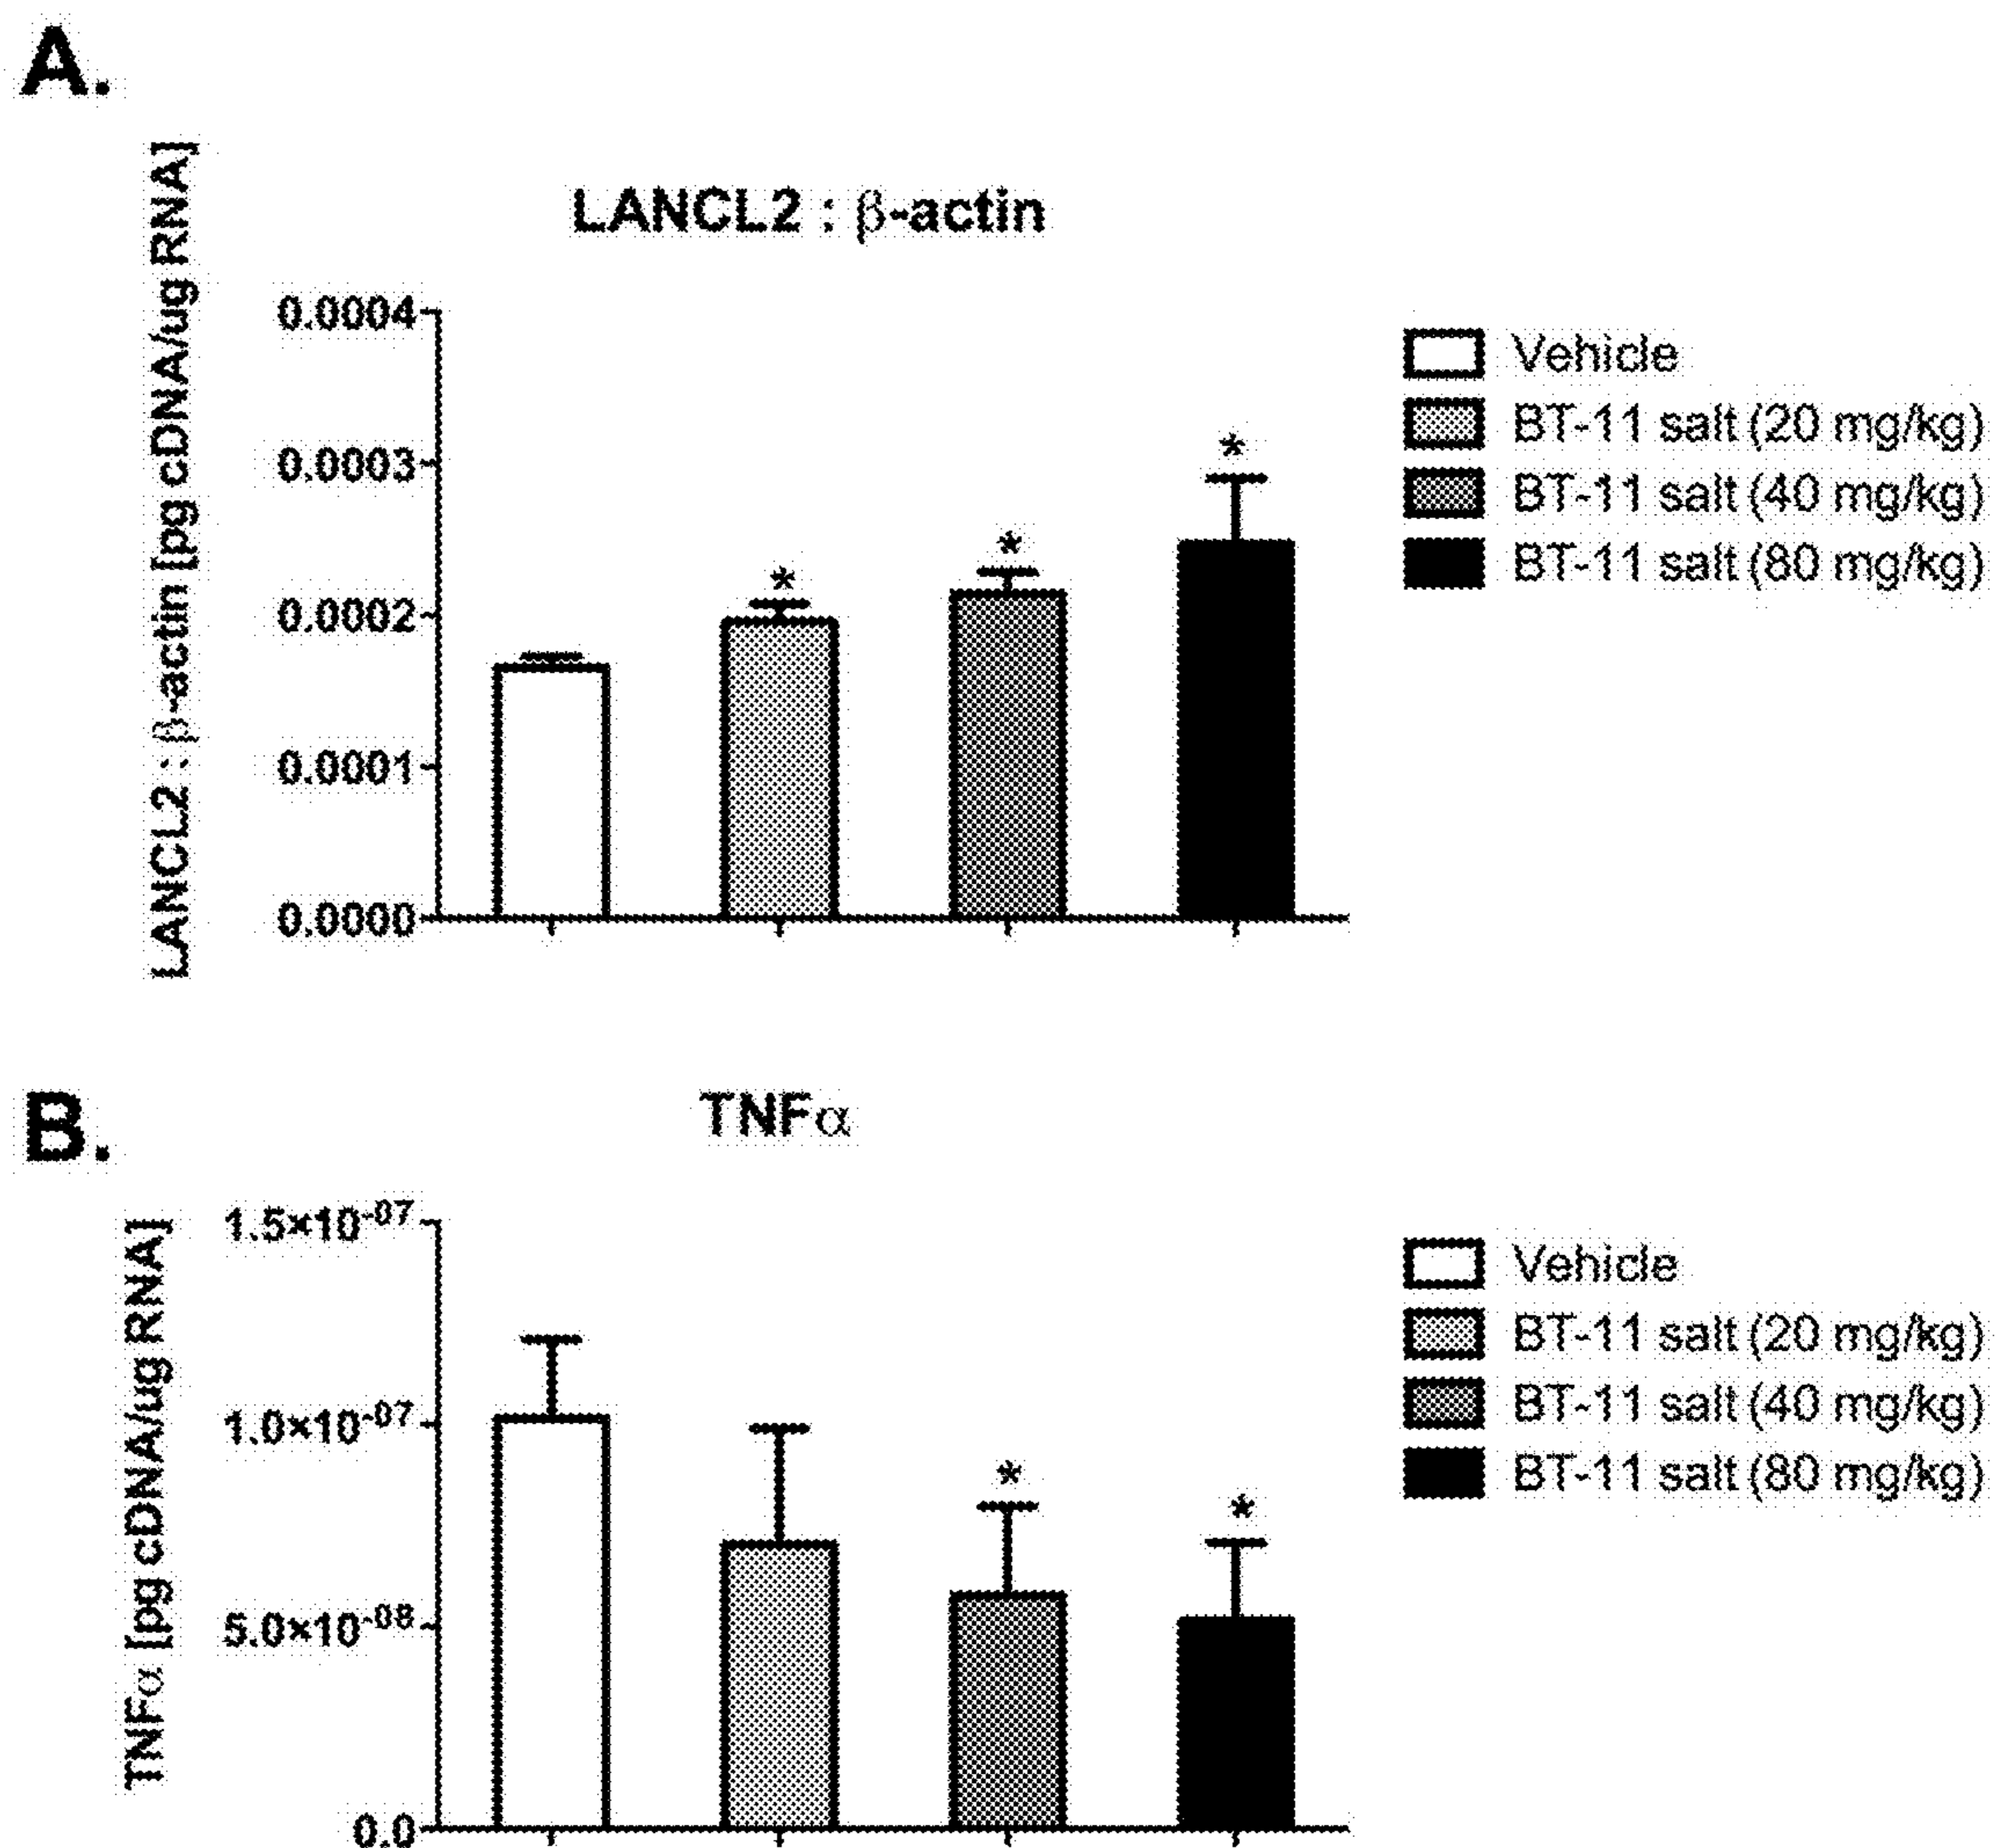 A.
LANCL2 : β-actin
LANCL2 : β-actin [pg cDNA/ug RNA]
0.0004
0.0003
0.0002
0.0001
0.0000
*
*
*
Vehicle
BT-11 salt (20 mg/kg)
BT-11 salt (40 mg/kg)
BT-11 salt (80 mg/kg)
B.
TNFα
TNFα [pg cDNA/ug RNA]
1.5×10⁻⁰⁷
1.0×10⁻⁰⁷
5.0×10⁻⁰⁸
0.0
*
*
Vehicle
BT-11 salt (20 mg/kg)
BT-11 salt (40 mg/kg)
BT-11 salt (80 mg/kg)